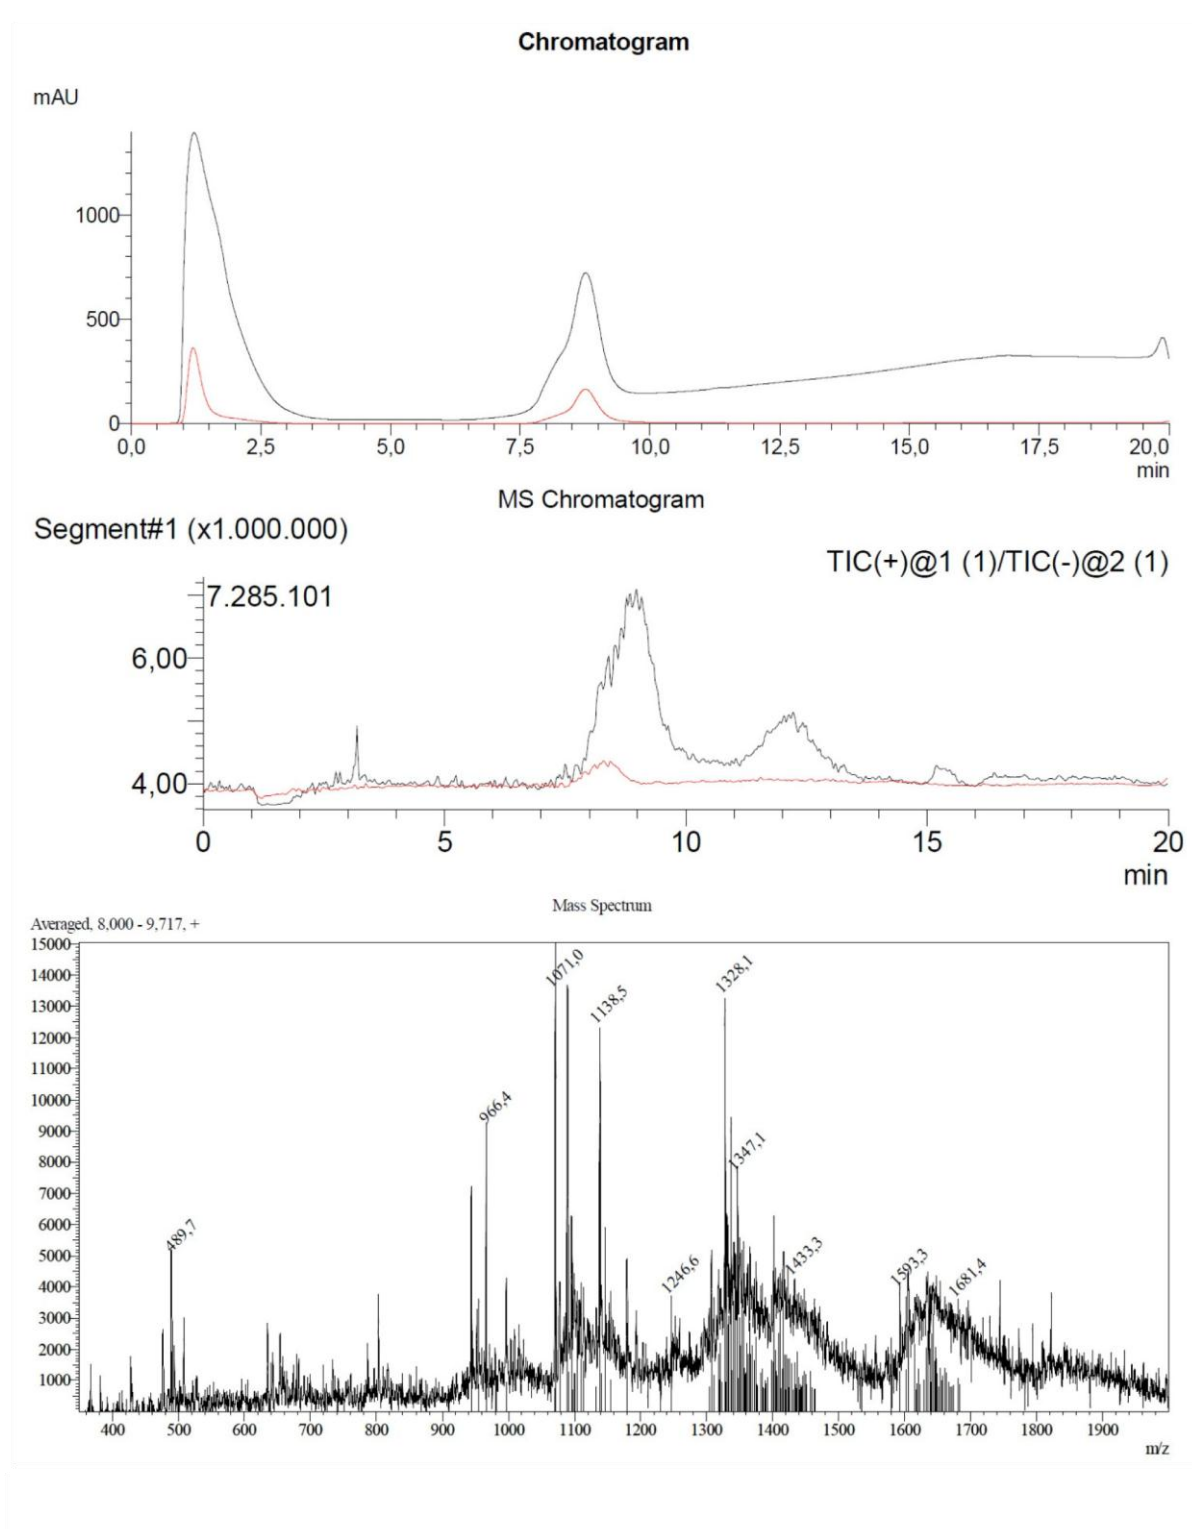 Chromatogram
mAU
1000
500
0
0,0 2,5 5,0 7,5 10,0 12,5 15,0 17,5 20,0
min
MS Chromatogram
Segment#1 (x1.000.000)
TIC(+)@1 (1)/TIC(-)@2 (1)
7.285.101
6,00
4,00
0 5 10 15 20
min
Mass Spectrum
Averaged, 8,000 - 9,717, +
15000
14000
13000
12000
11000
10000
9000
8000
7000
6000
5000
4000
3000
2000
1000
489,7
966,4
1071,0
1138,5
1246,6
1328,1
1347,1
1433,3
1593,3
1681,4
400 500 600 700 800 900 1000 1100 1200 1300 1400 1500 1600 1700 1800 1900
m/z